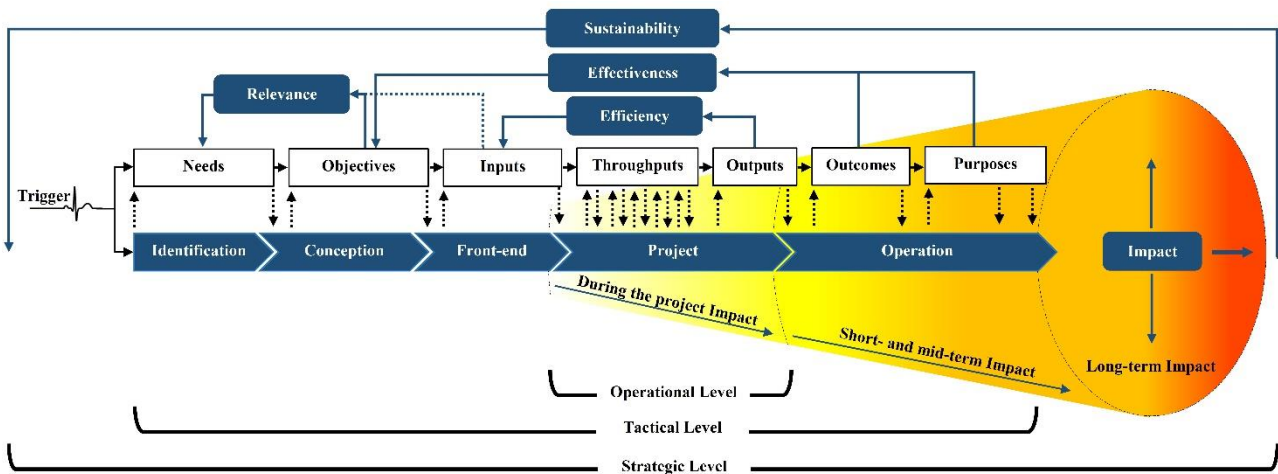 Sustainability
Effectiveness
Relevance
Efficiency
Needs
Objectives
Inputs
Throughputs
Outputs
Outcomes
Purposes
Trigger
Identification
Conception
Front-end
Project
Operation
Impact
During the project Impact
Short- and mid-term Impact
Long-term Impact
Operational Level
Tactical Level
Strategic Level